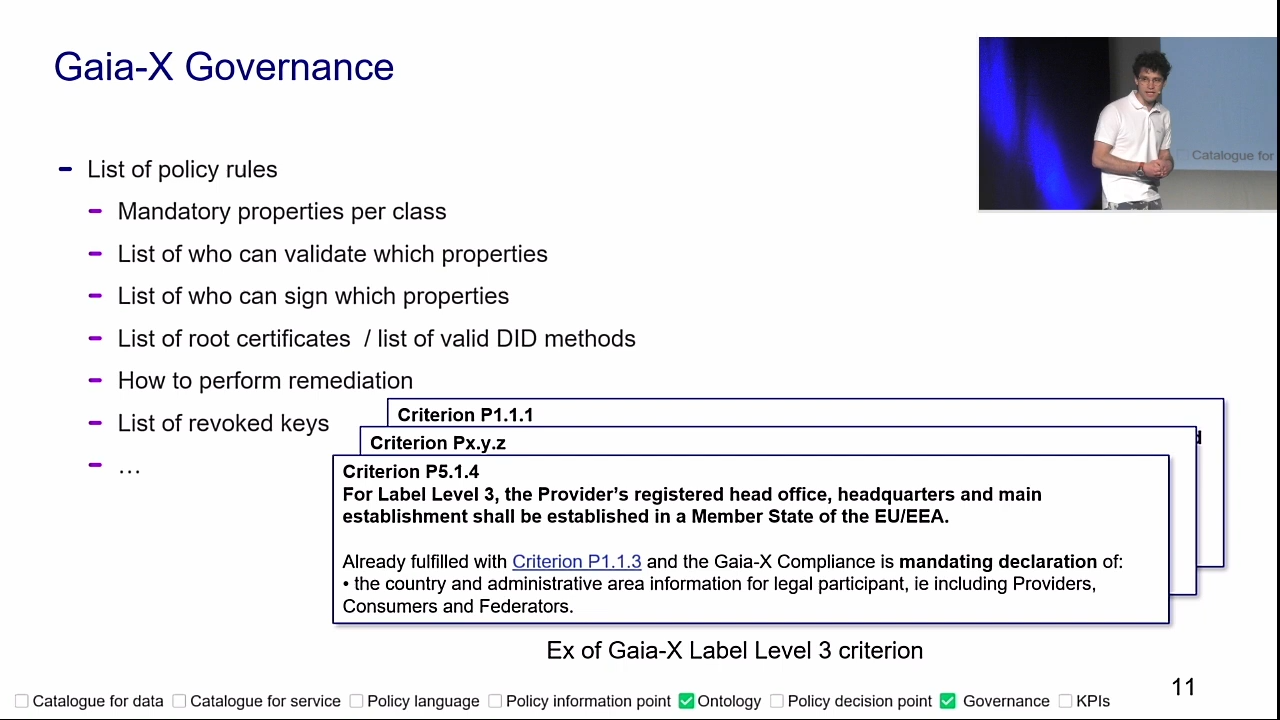 Gaia-X Governance
Catalogue for
List of policy rules
Mandatory properties per class
List of who can validate which properties
List of who can sign which properties
List of root certificates / list of valid DID methods
How to perform remediation
List of revoked keys
…
Criterion P1.1.1
Criterion Px.y.z
Criterion P5.1.4
For Label Level 3, the Provider’s registered head office, headquarters and main
establishment shall be established in a Member State of the EU/EEA.
Already fulfilled with Criterion P1.1.3 and the Gaia-X Compliance is mandating declaration of:
• the country and administrative area information for legal participant, ie including Providers,
Consumers and Federators.
Ex of Gaia-X Label Level 3 criterion
11
Catalogue for data Catalogue for service Policy language Policy information point Ontology Policy decision point Governance KPIs